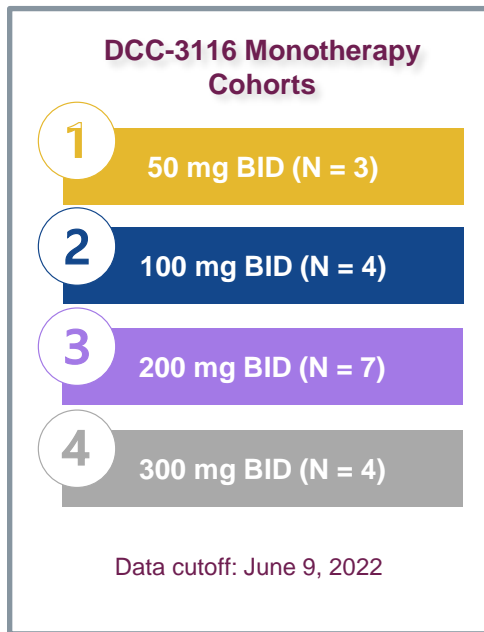 DCC-3116 Monotherapy
Cohorts
1
50 mg BID (N = 3)
2
100 mg BID (N = 4)
3
200 mg BID (N = 7)
4
300 mg BID (N = 4)
Data cutoff: June 9, 2022